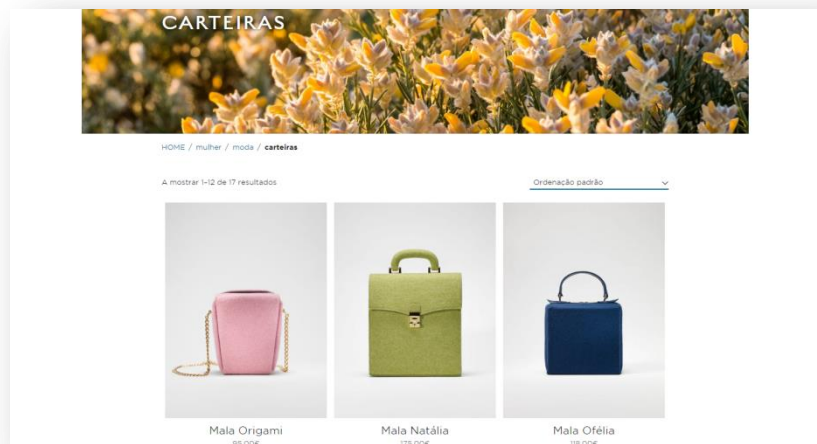 CARTEIRAS
HOME / mulher / moda / carteiras
A mostrar 1–12 de 17 resultados
Ordenação padrão
Mala Origami
Mala Natália
Mala Ofélia